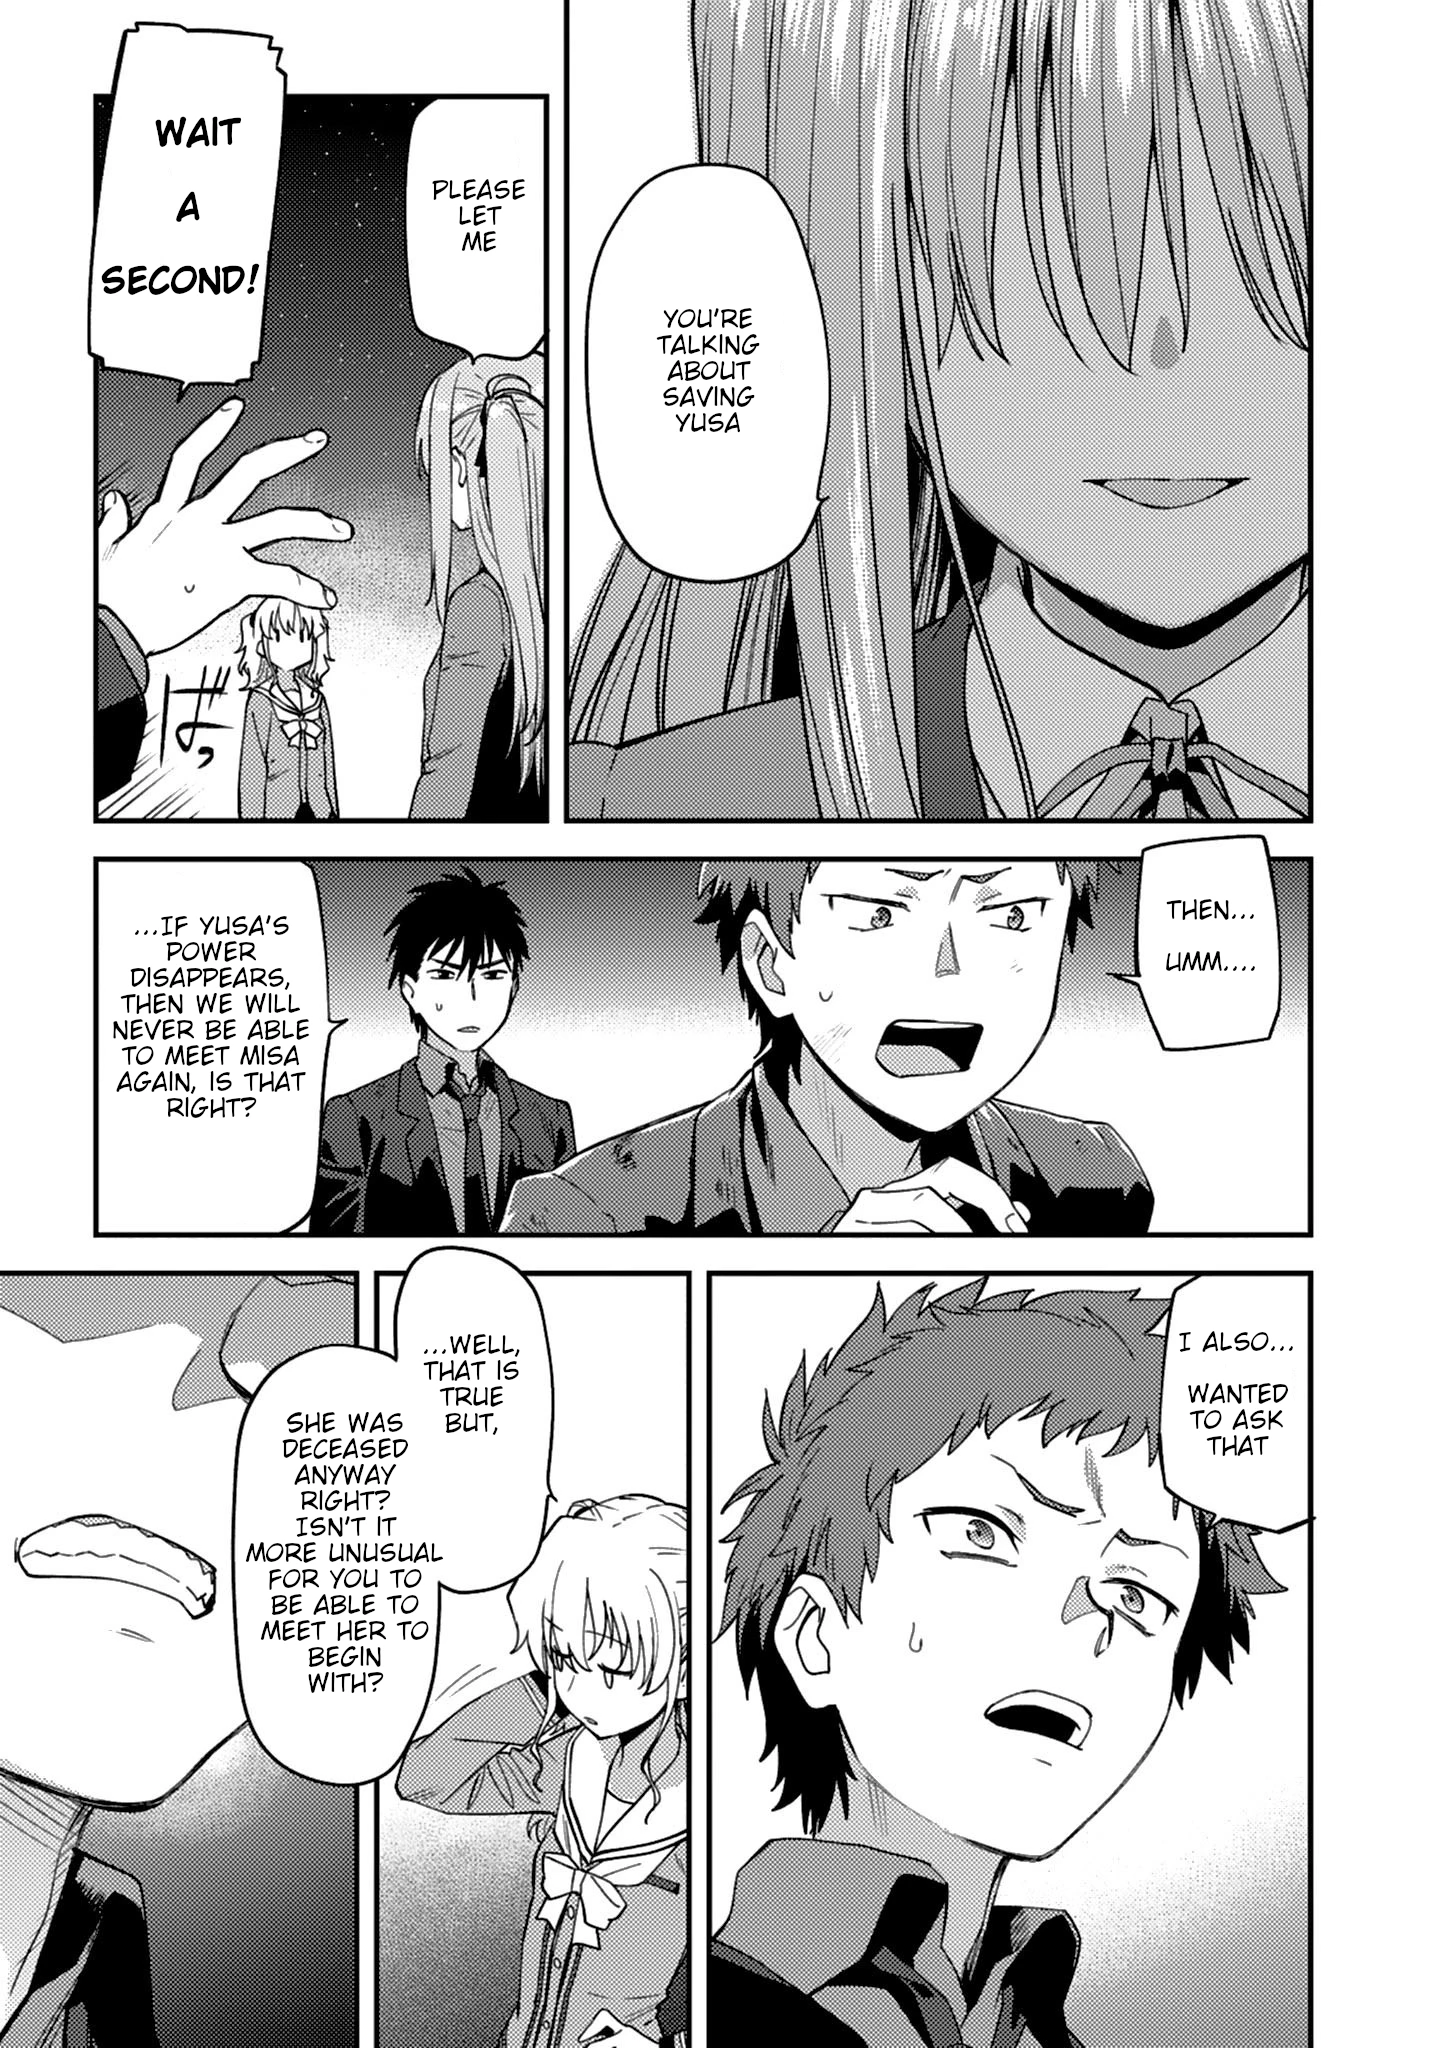 YOU'RE
TALKING
ABOUT
SAVING
YUSA
PLEASE
LET
ME
WAIT
A
SECOND!
ばっ
THEN...
UMM....
...IF YUSA'S
POWER
DISAPPEARS,
THEN WE WILL
NEVER BE ABLE
TO MEET MISA
AGAIN, IS THAT
RIGHT?
I ALSO...
WANTED
TO ASK
THAT
...WELL,
THAT IS
TRUE
BUT,
SHE WAS
DECEASED
ANYWAY
RIGHT?
ISN'T IT
MORE UNUSUAL
FOR YOU TO
BE ABLE TO
MEET HER TO
BEGIN
WITH?